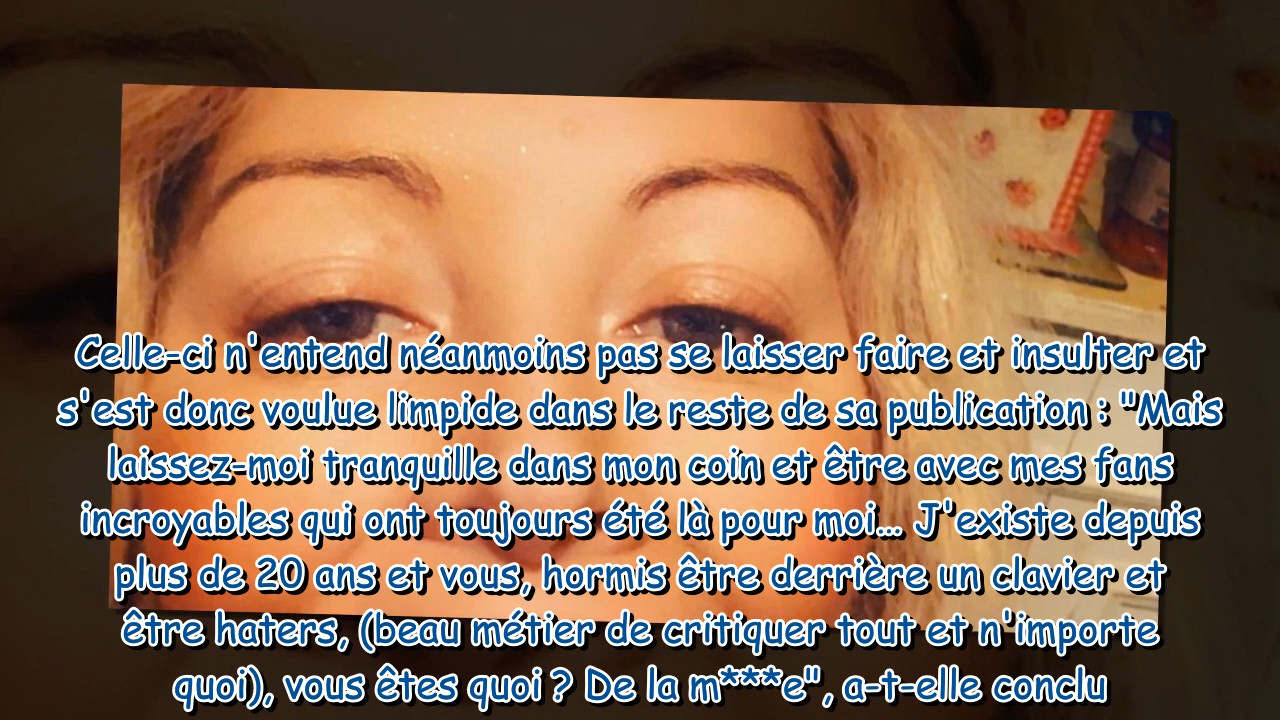 Celle-ci n'entend néanmoins pas se laisser faire et insulter et
s'est donc voulue limpide dans le reste de sa publication : "Mais
laissez-moi tranquille dans mon coin et être avec mes fans
incroyables qui ont toujours été là pour moi... J'existe depuis
plus de 20 ans et vous, hormis être derrière un clavier et
être haters, (beau métier de critiquer tout et n'importe
quoi), vous êtes quoi ? De la m***e", a-t-elle conclu